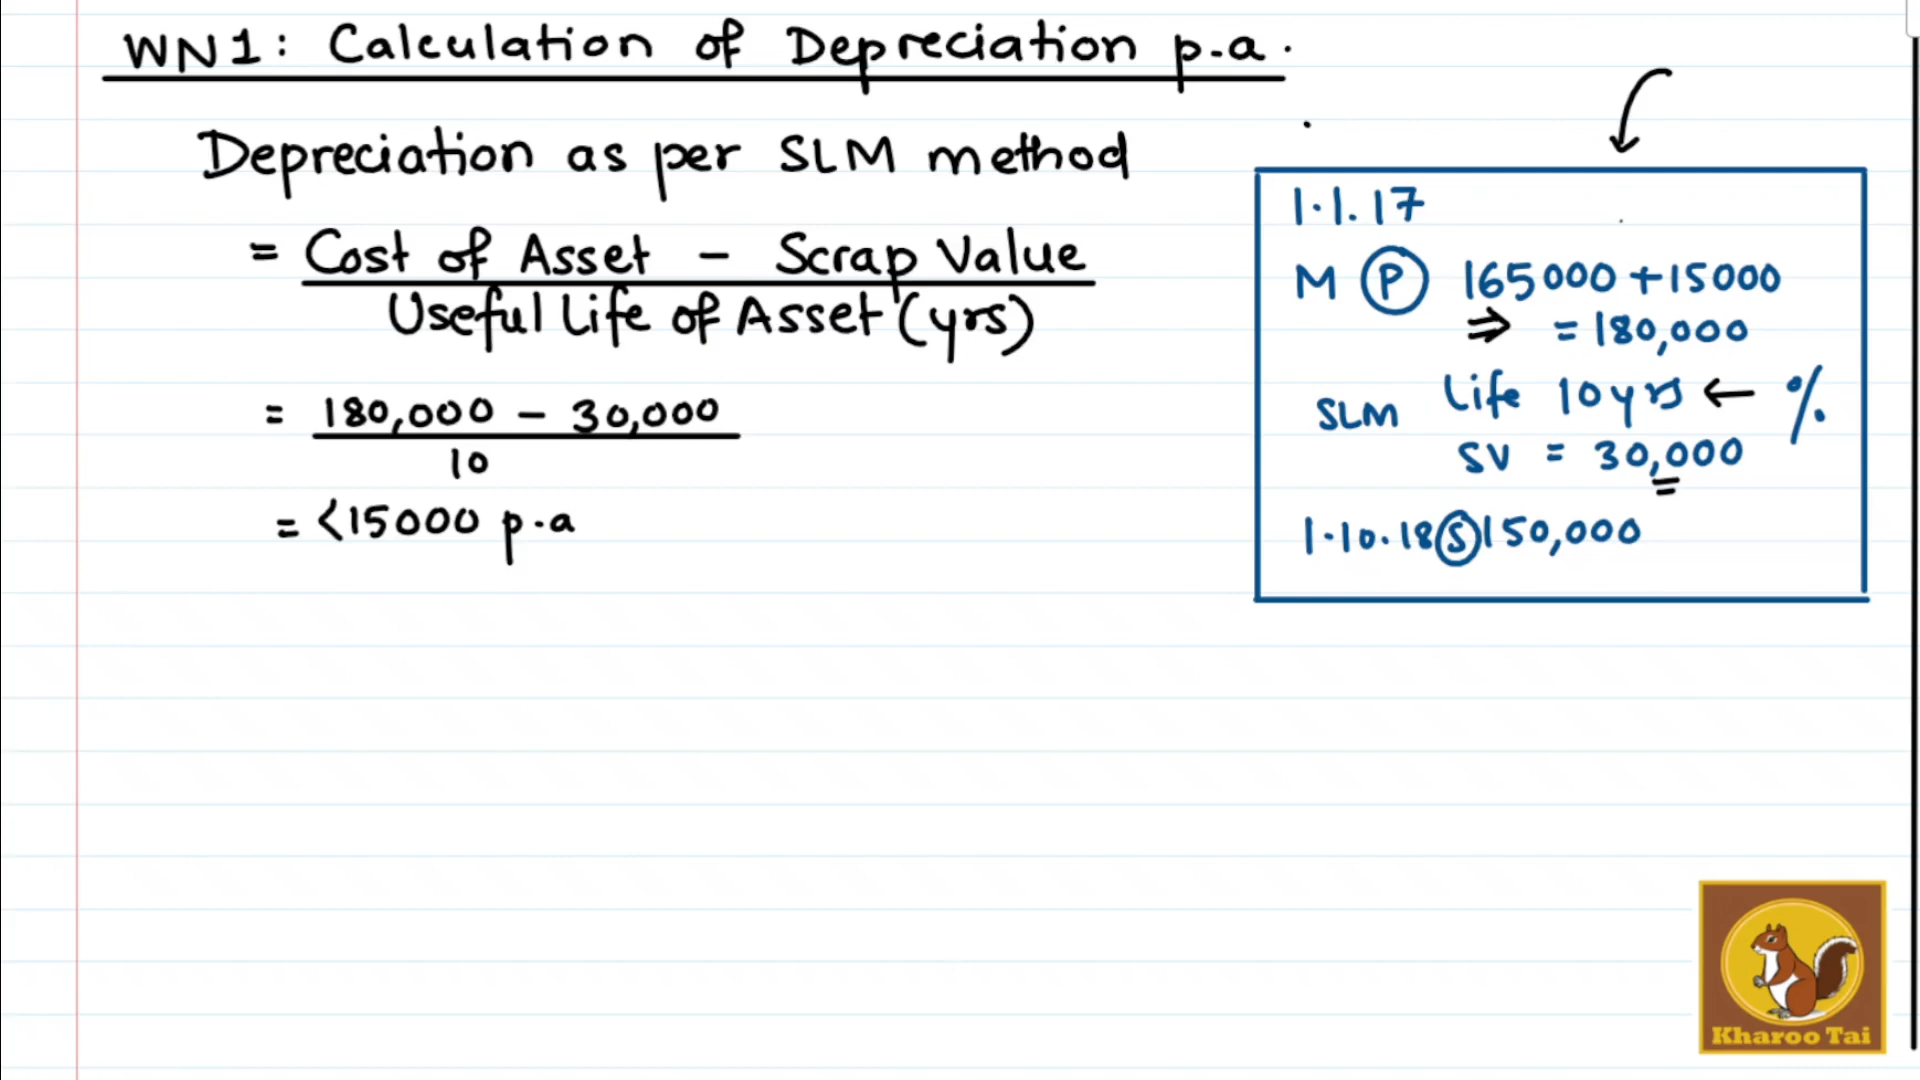 WN1: Calculation of Depreciation p.a.
Depreciation as per SLM method
= Cost of Asset - Scrap Value
Useful Life of Asset (yrs)
= 180,000 - 30,000
10
= <15000 p.a
1.1.17
M P 165000 + 15000
⇒ = 180,000
SLM Life 10 yrs ← %
SV = 30,000
1.10.18 S 150,000
Kharoo Tai